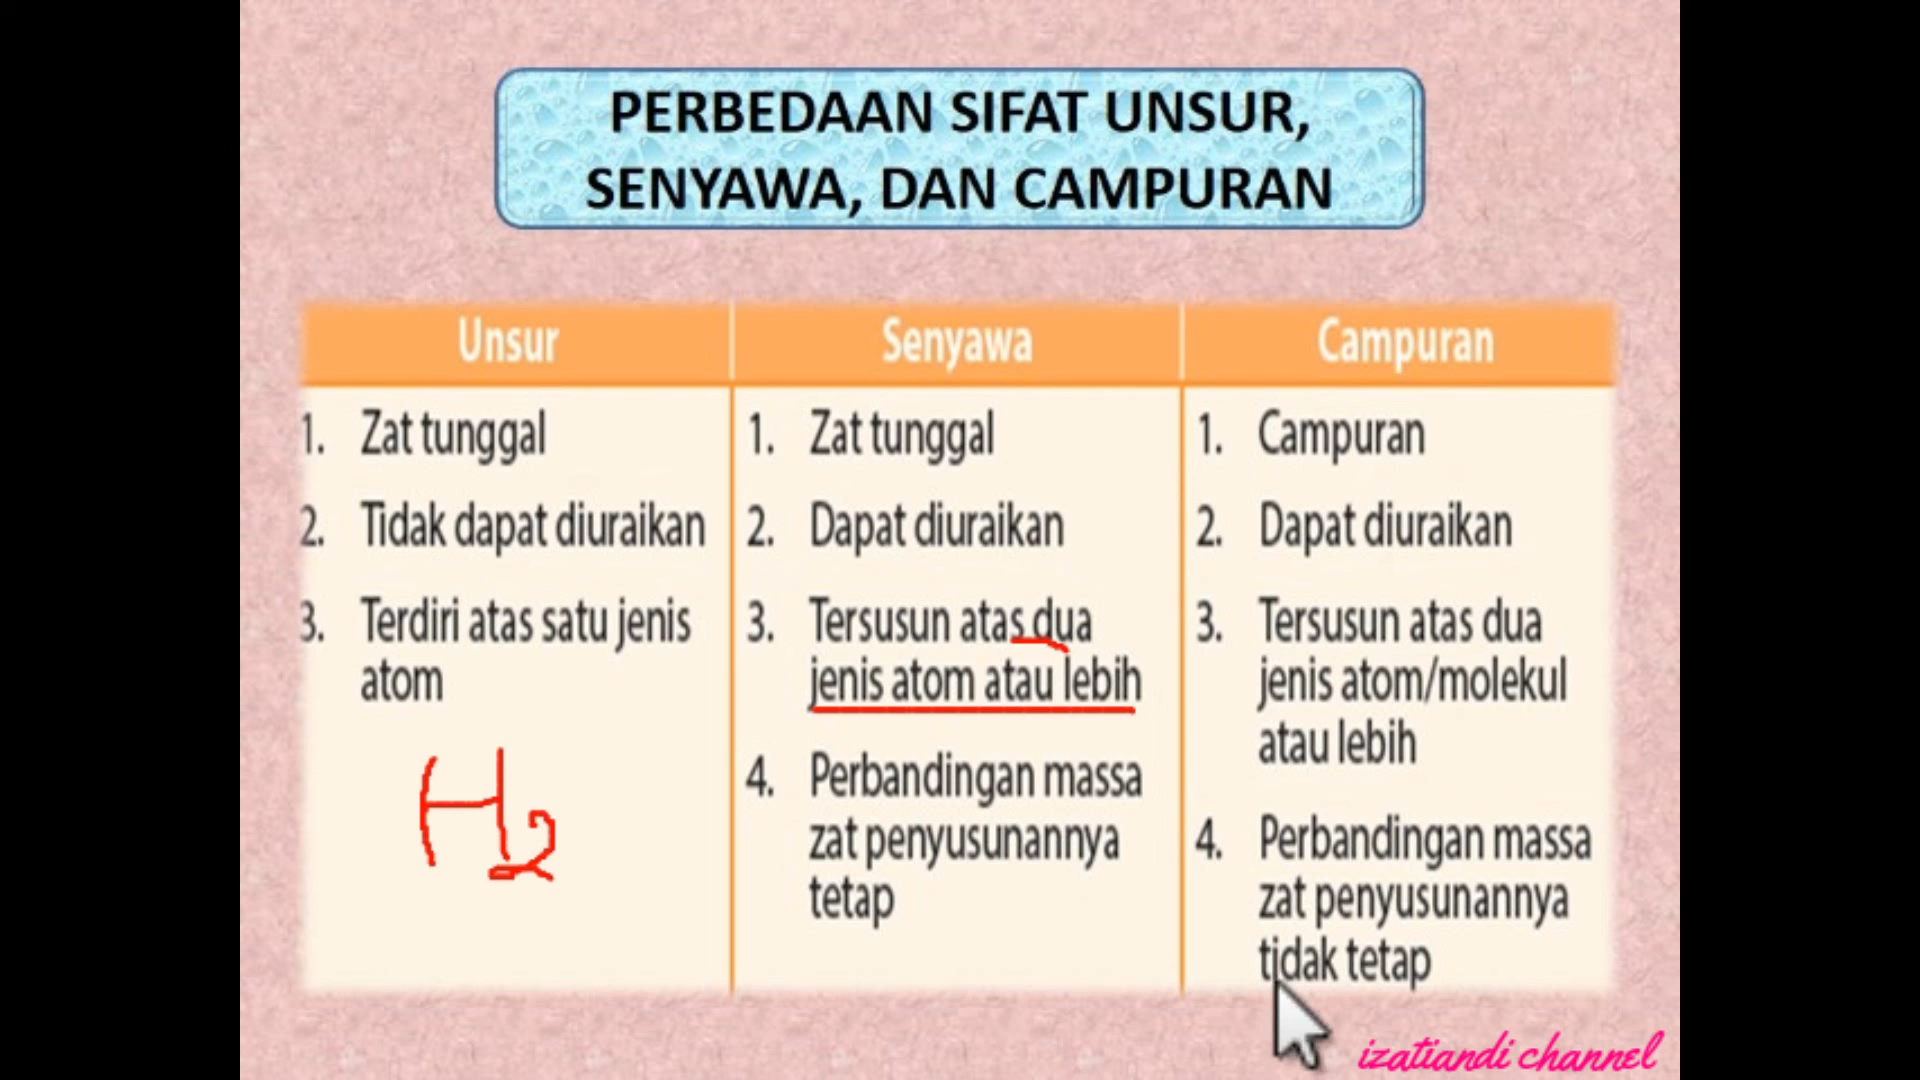 PERBEDAAN SIFAT UNSUR,
SENYAWA, DAN CAMPURAN
Unsur
1. Zat tunggal
2. Tidak dapat diuraikan
3. Terdiri atas satu jenis
atom
H2
Senyawa
1. Zat tunggal
2. Dapat diuraikan
3. Tersusun atas dua
jenis atom atau lebih
4. Perbandingan massa
zat penyusunannya
tetap
Campuran
1. Campuran
2. Dapat diuraikan
3. Tersusun atas dua
jenis atom/molekul
atau lebih
4. Perbandingan massa
zat penyusunannya
tidak tetap
izatiandi channel